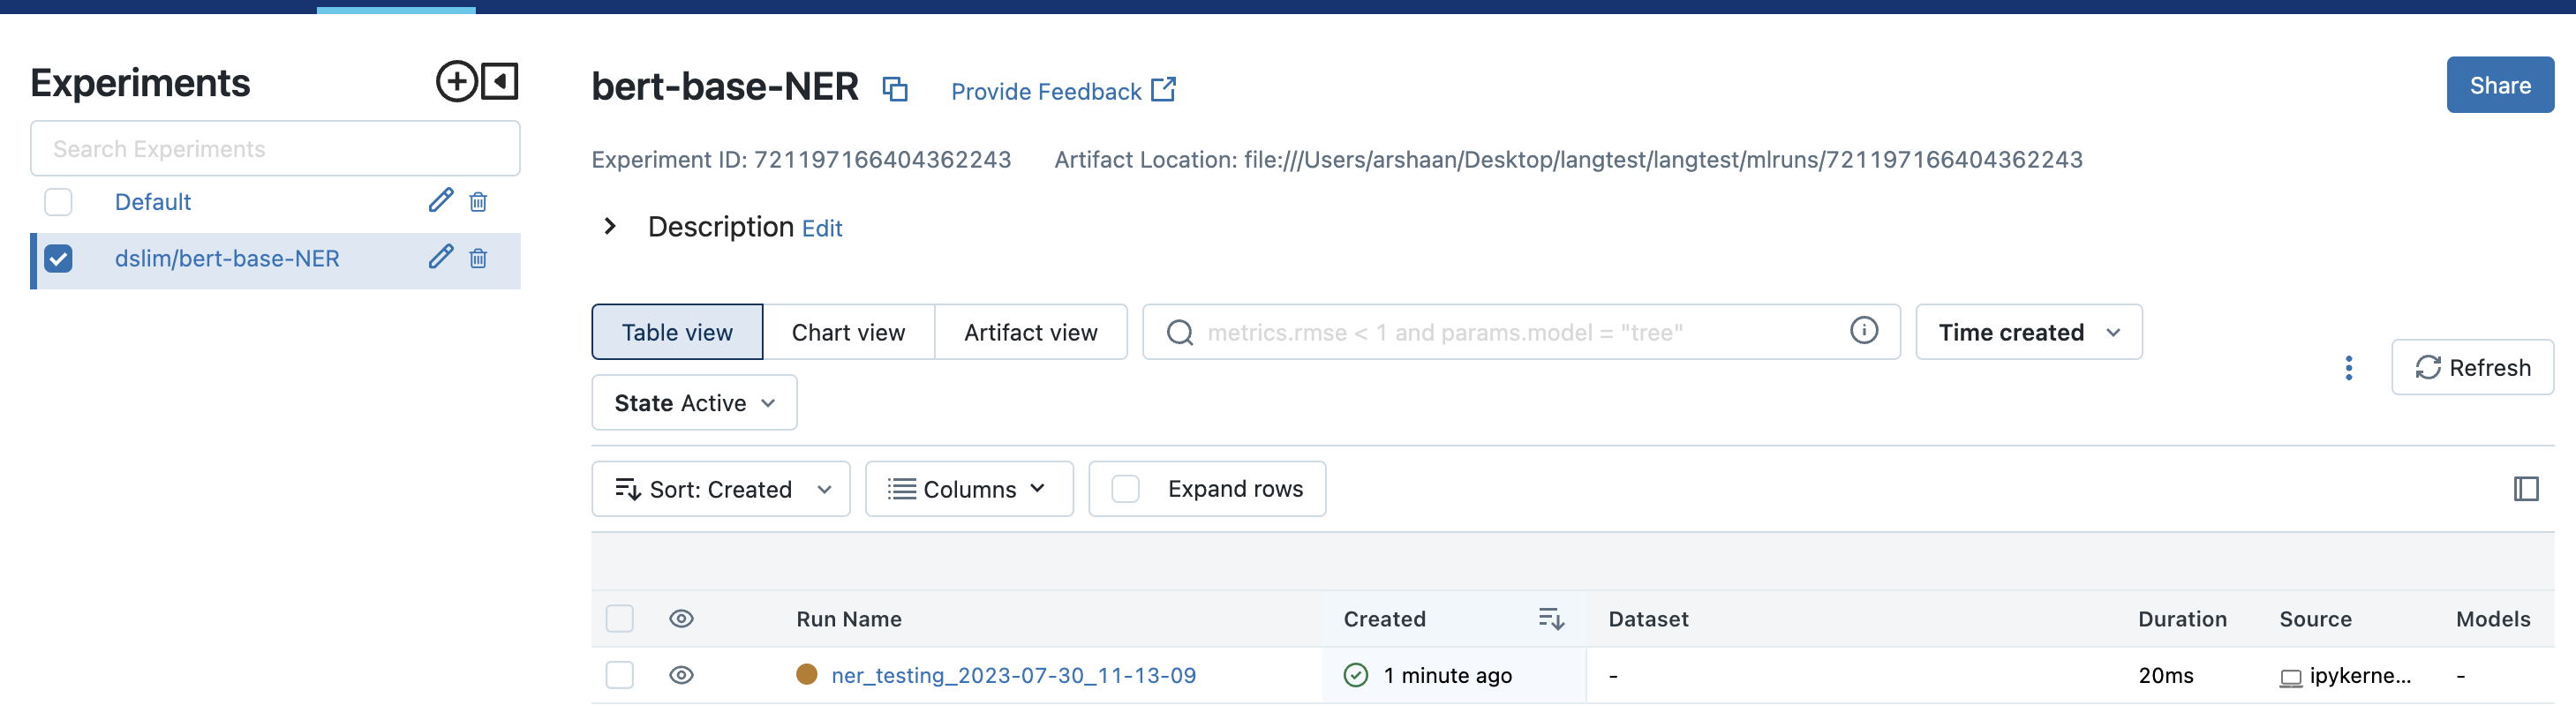 Experiments
Search Experiments
Default
dslim/bert-base-NER
bert-base-NER Provide Feedback
Share
Experiment ID: 721197166404362243 Artifact Location: file:///Users/arshaan/Desktop/langtest/langtest/mlruns/721197166404362243
Description Edit
Table view Chart view Artifact view metrics.rmse < 1 and params.model = "tree" Time created
Refresh
State Active
Sort: Created Columns Expand rows
Run Name Created Dataset Duration Source Models
ner_testing_2023-07-30_11-13-09 1 minute ago - 20ms ipykerne... -